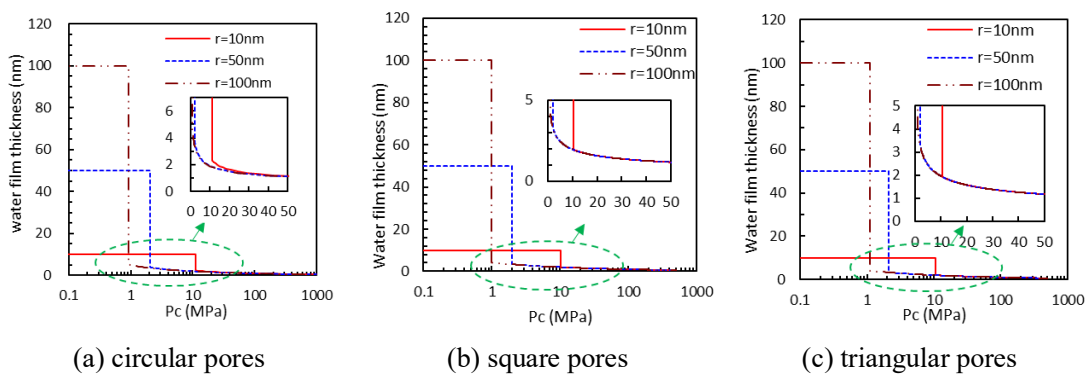 120
100
80
60
40
20
0
water film thickness (nm)
r=10nm
r=50nm
r=100nm
6
4
2
0
0 10 20 30 40 50
0.1 1 10 100 1000
Pc (MPa)
(a) circular pores
120
100
80
60
40
20
0
Water film thickness (nm)
r=10nm
r=50nm
r=100nm
5
0
0 10 20 30 40 50
0.1 1 10 100 1000
Pc (MPa)
(b) square pores
120
100
80
60
40
20
0
Water film thickness (nm)
r=10nm
r=50nm
r=100nm
5
4
3
2
1
0
0 10 20 30 40 50
0.1 1 10 100 1000
Pc (MPa)
(c) triangular pores